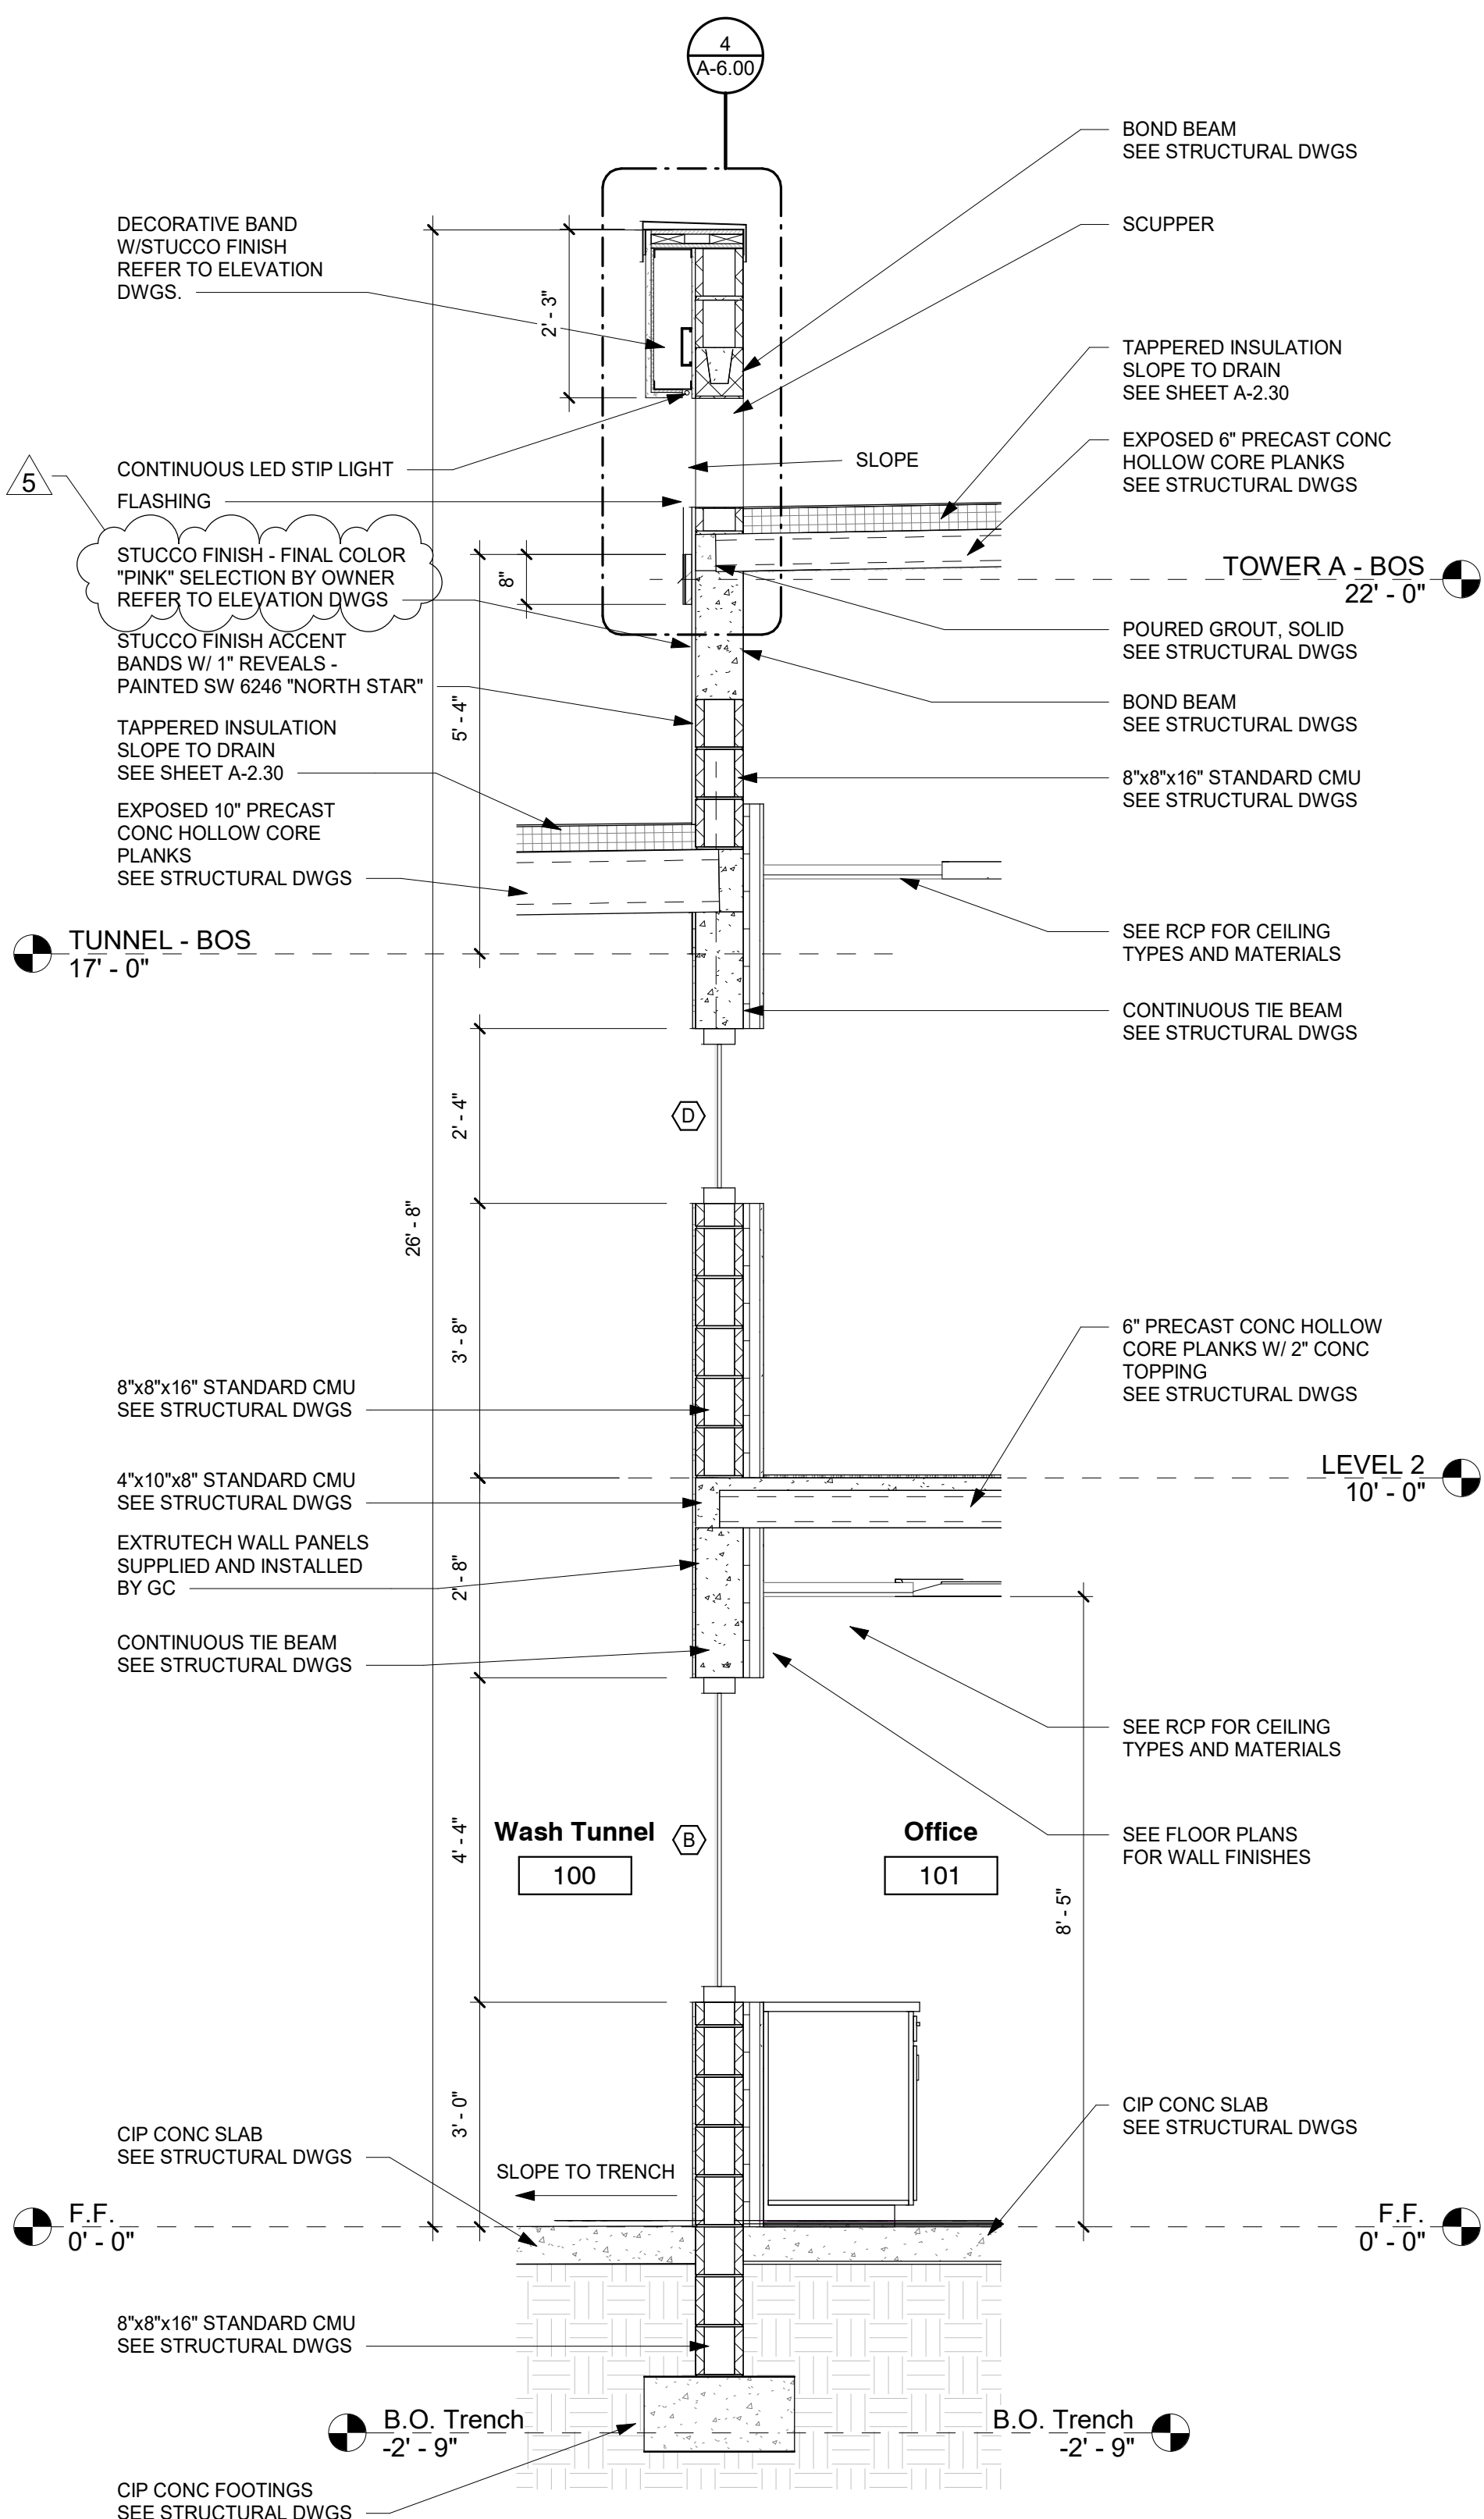 4
A-6.00
BOND BEAM
SEE STRUCTURAL DWGS
SCUPPER
DECORATIVE BAND
W/STUCCO FINISH
REFER TO ELEVATION
DWGS.
2' - 3"
TAPPERED INSULATION
SLOPE TO DRAIN
SEE SHEET A-2.30
EXPOSED 6" PRECAST CONC
HOLLOW CORE PLANKS
SEE STRUCTURAL DWGS
SLOPE
CONTINUOUS LED STIP LIGHT
FLASHING
5
STUCCO FINISH - FINAL COLOR
"PINK" SELECTION BY OWNER
REFER TO ELEVATION DWGS
8"
TOWER A - BOS
22' - 0"
STUCCO FINISH ACCENT
BANDS W/ 1" REVEALS -
PAINTED SW 6246 "NORTH STAR"
POURED GROUT, SOLID
SEE STRUCTURAL DWGS
BOND BEAM
SEE STRUCTURAL DWGS
5' - 4"
TAPPERED INSULATION
SLOPE TO DRAIN
SEE SHEET A-2.30
8"x8"x16" STANDARD CMU
SEE STRUCTURAL DWGS
EXPOSED 10" PRECAST
CONC HOLLOW CORE
PLANKS
SEE STRUCTURAL DWGS
TUNNEL - BOS
17' - 0"
SEE RCP FOR CEILING
TYPES AND MATERIALS
CONTINUOUS TIE BEAM
SEE STRUCTURAL DWGS
2' - 4"
D
26' - 8"
3' - 8"
6" PRECAST CONC HOLLOW
CORE PLANKS W/ 2" CONC
TOPPING
SEE STRUCTURAL DWGS
8"x8"x16" STANDARD CMU
SEE STRUCTURAL DWGS
LEVEL 2
10' - 0"
4"x10"x8" STANDARD CMU
SEE STRUCTURAL DWGS
EXTRUTECH WALL PANELS
SUPPLIED AND INSTALLED
BY GC
2' - 8"
CONTINUOUS TIE BEAM
SEE STRUCTURAL DWGS
SEE RCP FOR CEILING
TYPES AND MATERIALS
4' - 4"
Wash Tunnel
100
B
Office
101
SEE FLOOR PLANS
FOR WALL FINISHES
8' - 5"
3' - 0"
CIP CONC SLAB
SEE STRUCTURAL DWGS
SLOPE TO TRENCH
CIP CONC SLAB
SEE STRUCTURAL DWGS
F.F.
0' - 0"
F.F.
0' - 0"
8"x8"x16" STANDARD CMU
SEE STRUCTURAL DWGS
B.O. Trench
-2' - 9"
B.O. Trench
-2' - 9"
CIP CONC FOOTINGS
SEE STRUCTURAL DWGS